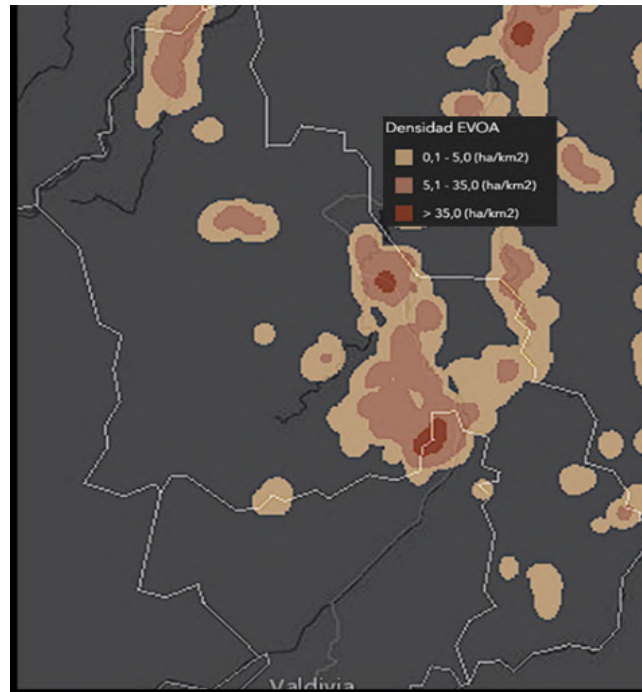 Densidad EVOA
0,1 - 5,0 (ha/km2)
5,1 - 35,0 (ha/km2)
> 35,0 (ha/km2)
Valdivia